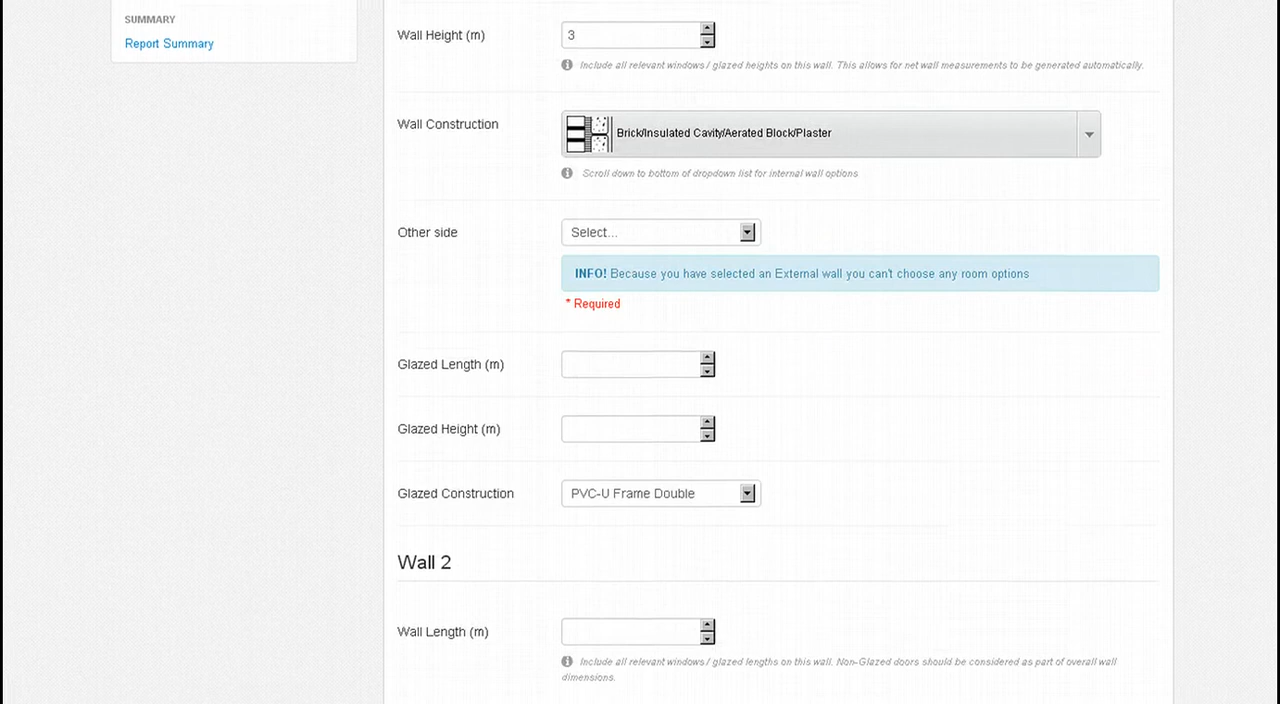 SUMMARY
Report Summary
Wall Height (m)
3
Include all relevant windows / glazed heights on this wall. This allows for net wall measurements to be generated automatically.
Wall Construction
Brick/Insulated Cavity/Aerated Block/Plaster
Scroll down to bottom of dropdown list for internal wall options
Other side
Select...
INFO! Because you have selected an External wall you can't choose any room options
* Required
Glazed Length (m)
Glazed Height (m)
Glazed Construction
PVC-U Frame Double
Wall 2
Wall Length (m)
Include all relevant windows / glazed lengths on this wall. Non-Glazed doors should be considered as part of overall wall
dimensions.